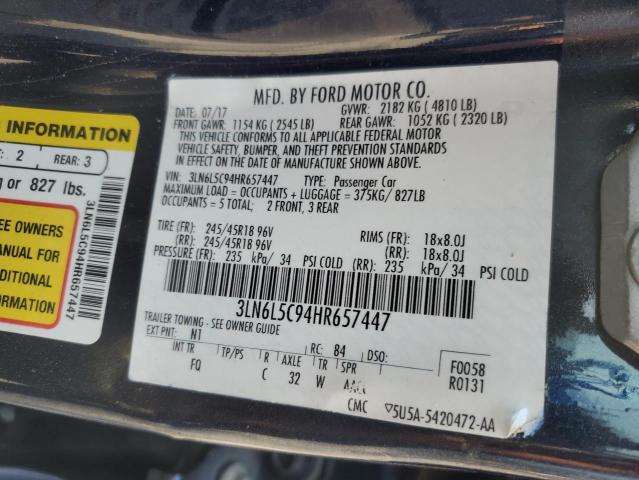 MFD. BY FORD MOTOR CO.
DATE: 07/17 GVWR: 2182 KG ( 4810 LB)
FRONT GAWR: 1154 KG ( 2545 LB) REAR GAWR: 1052 KG ( 2320 LB)
THIS VEHICLE CONFORMS TO ALL APPLICABLE FEDERAL MOTOR
VEHICLE SAFETY, BUMPER, AND THEFT PREVENTION STANDARDS
IN EFFECT ON THE DATE OF MANUFACTURE SHOWN ABOVE.
VIN: 3LN6L5C94HR657447 TYPE: Passenger Car
MAXIMUM LOAD = OCCUPANTS + LUGGAGE = 375KG/ 827LB
OCCUPANTS = 5 TOTAL: 2 FRONT, 3 REAR
TIRE (FR): 245/45R18 96V RIMS (FR): 18x8.0J
(RR): 245/45R18 96V (RR): 18x8.0J
PRESSURE (FR): 235 kPa/ 34 PSI COLD (RR): 235 kPa/ 34 PSI COLD
3LN6L5C94HR657447
TRAILER TOWING - SEE OWNER GUIDE
EXT PNT: N1 RC: 84 DSO: F0058
INT TR TP/PS R AXLE TR SPR R0131
FQ C 32 W
CMC ▽5U5A-5420472-AA
INFORMATION
: 2 REAR: 3
g or 827 lbs.
EE OWNERS
MANUAL FOR
DDITIONAL
FORMATION
3LN6L5C94HR657447